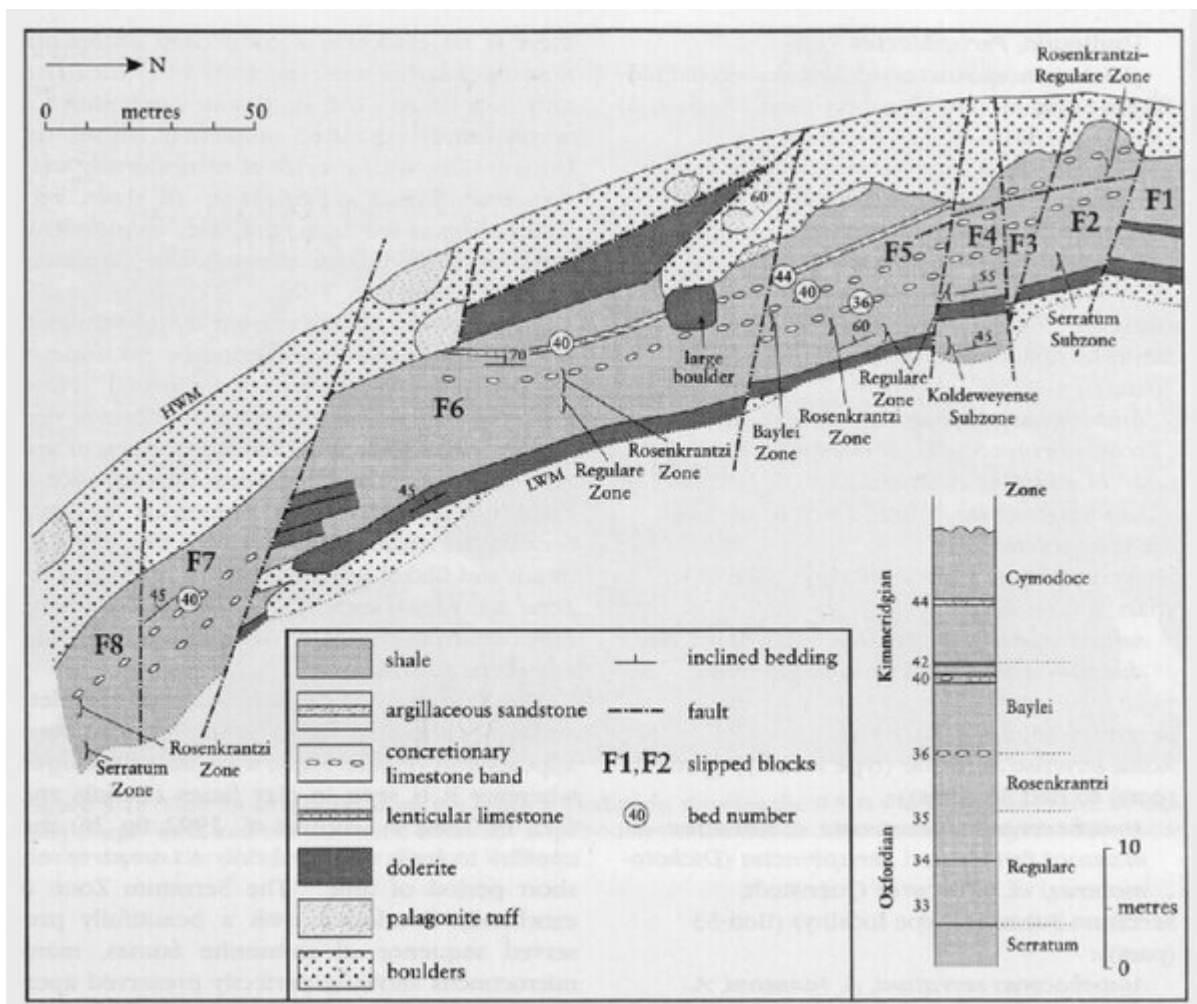 N
0 50
metres
Rosenkrantzi–
Regulare Zone
F1
F2
F3
F4
F5
60
44
40
36
55
60
45
Serratum
Subzone
HWM
large
boulder
70
40
F6
Regulare
Zone
Koldeweyense
Subzone
Rosenkrantzi
Zone
Baylei
Zone
Rosenkrantzi
Zone
Regulare
Zone
LWM
45
F7
45
40
F8
Rosenkrantzi
Zone
Serratum
Zone
shale
argillaceous sandstone
concretionary
limestone band
lenticular limestone
dolerite
palagonite tuff
boulders
inclined bedding
fault
F1,F2 slipped blocks
40 bed number
Zone
Kimmeridgian
Oxfordian
Cymodoce
44
42
40
Baylei
36
Rosenkrantzi
35
34
Regulare
33
Serratum
10
metres
0